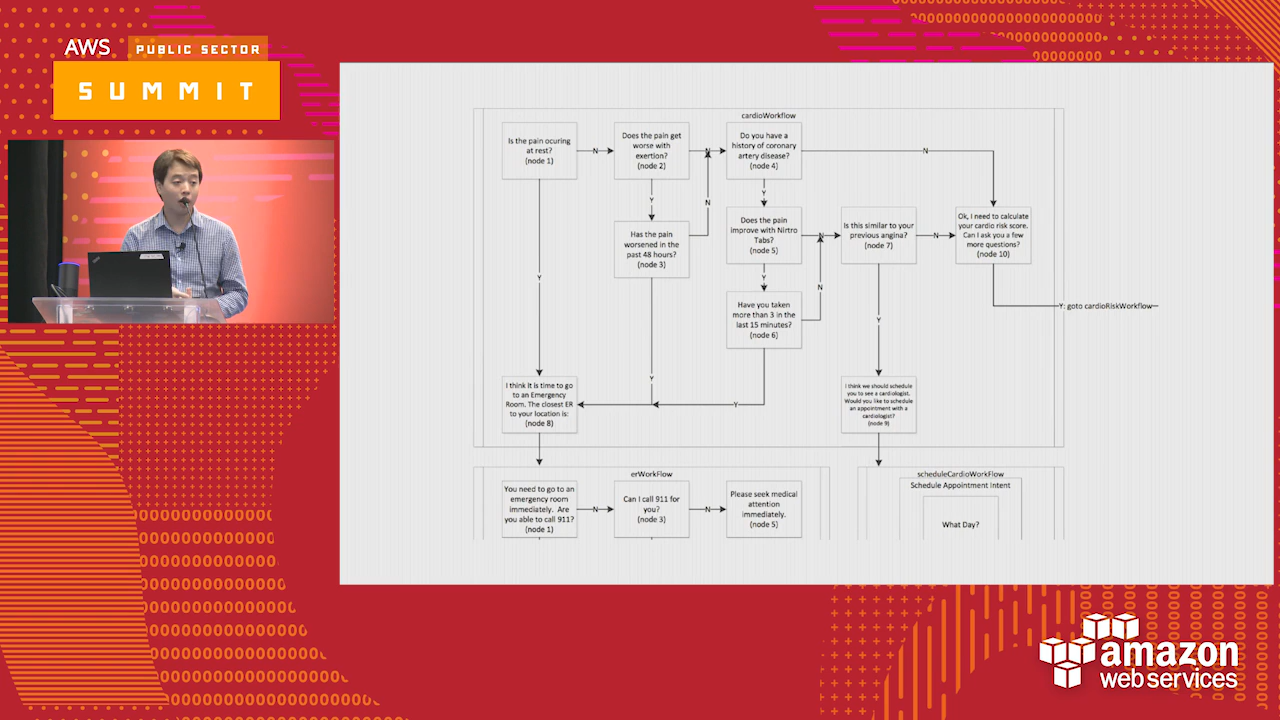 AWS PUBLIC SECTOR
SUMMIT
cardioWorkflow
Is the pain ocuring
at rest?
(node 1)
N
Does the pain get
worse with
exertion?
(node 2)
N
Do you have a
history of coronary
artery disease?
(node 4)
N
Y
Y
N
Has the pain
worsened in the
past 48 hours?
(node 3)
Does the pain
improve with Nirtro
Tabs?
(node 5)
N
Is this similar to your
previous angina?
(node 7)
N
Ok, I need to calculate
your cardio risk score.
Can I ask you a few
more questions?
(node 10)
Y
Y
N
Have you taken
more than 3 in the
last 15 minutes?
(node 6)
Y: goto cardioRiskWorkflow
Y
Y
Y
I think it is time to go
to an Emergency
Room. The closest ER
to your location is:
(node 8)
I think we should schedule
you to see a cardiologist.
Would you like to schedule
an appointment with a
cardiologist?
(node 9)
erWorkFlow
You need to go to an
emergency room
immediately. Are
you able to call 911?
(node 1)
N
Can I call 911 for
you?
(node 3)
N
Please seek medical
attention
immediately.
(node 5)
scheduleCardioWorkFlow
Schedule Appointment Intent
What Day?
amazon
web services